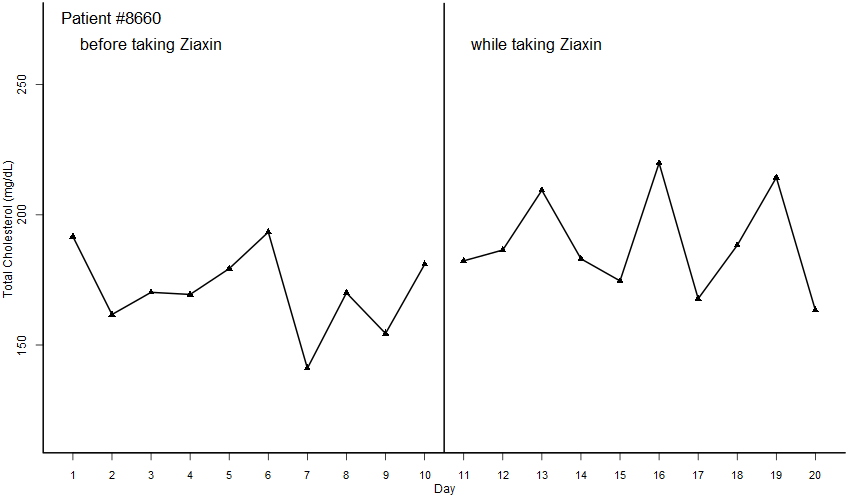 Patient #8660
before taking Ziaxin
while taking Ziaxin
Total Cholesterol (mg/dL)
250
200
150
1 2 3 4 5 6 7 8 9 10 11 12 13 14 15 16 17 18 19 20
Day